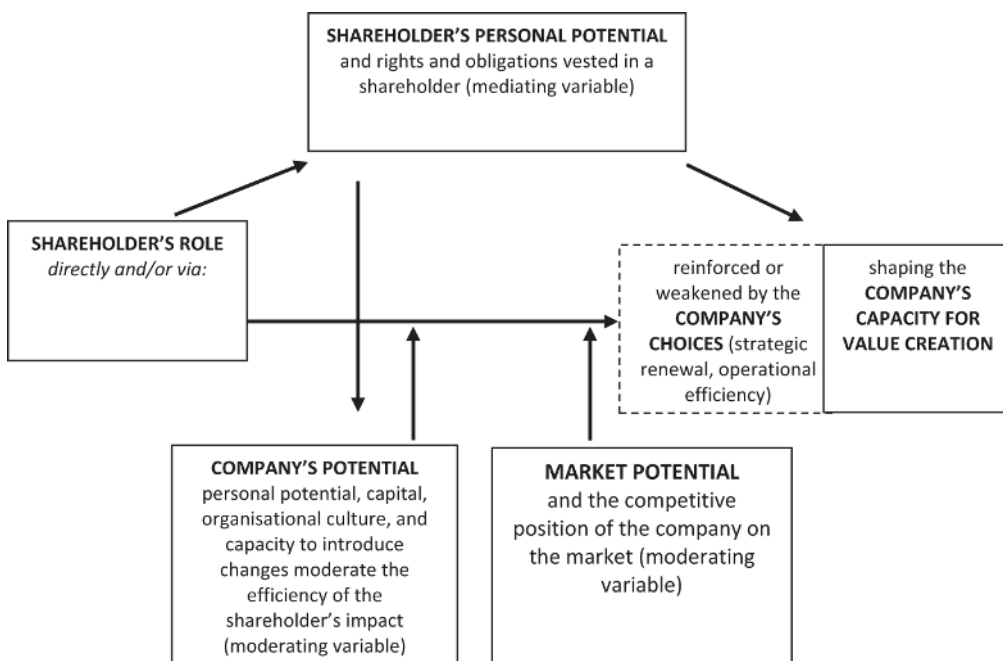 SHAREHOLDER'S PERSONAL POTENTIAL
and rights and obligations vested in a
shareholder (mediating variable)
SHAREHOLDER'S ROLE
directly and/or via:
reinforced or
weakened by the
COMPANY'S
CHOICES (strategic
renewal, operational
efficiency)
shaping the
COMPANY'S
CAPACITY FOR
VALUE CREATION
COMPANY'S POTENTIAL
personal potential, capital,
organisational culture, and
capacity to introduce
changes moderate the
efficiency of the
shareholder's impact
(moderating variable)
MARKET POTENTIAL
and the competitive
position of the company on
the market (moderating
variable)